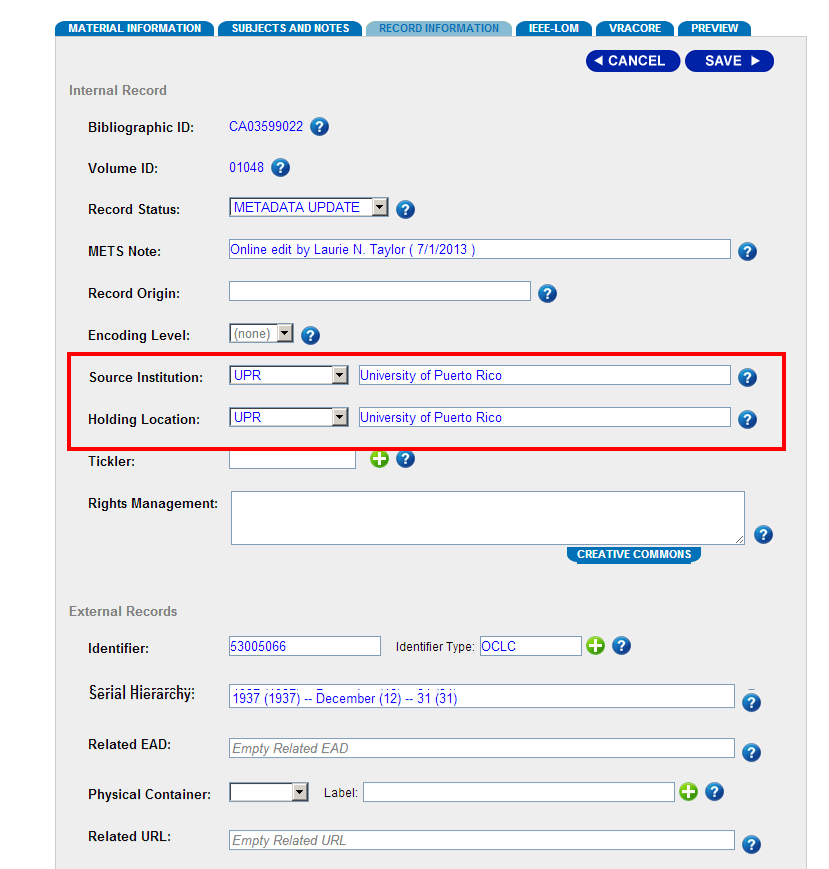 MATERIAL INFORMATION SUBJECTS AND NOTES RECORD INFORMATION IEEE-LOM VRACORE PREVIEW
CANCEL SAVE
Internal Record
Bibliographic ID: CA03599022 ?
Volume ID: 01048 ?
Record Status: METADATA UPDATE ?
METS Note: Online edit by Laurie N. Taylor ( 7/1/2013 ) ?
Record Origin: ?
Encoding Level: (none) ?
Source Institution: UPR University of Puerto Rico ?
Holding Location: UPR University of Puerto Rico ?
Tickler: ?
Rights Management: ?
CREATIVE COMMONS
External Records
Identifier: 53005066 Identifier Type: OCLC ?
Serial Hierarchy: 1937 (1937) -- December (12) -- 31 (31) ?
Related EAD: Empty Related EAD ?
Physical Container: Label: ?
Related URL: Empty Related URL ?